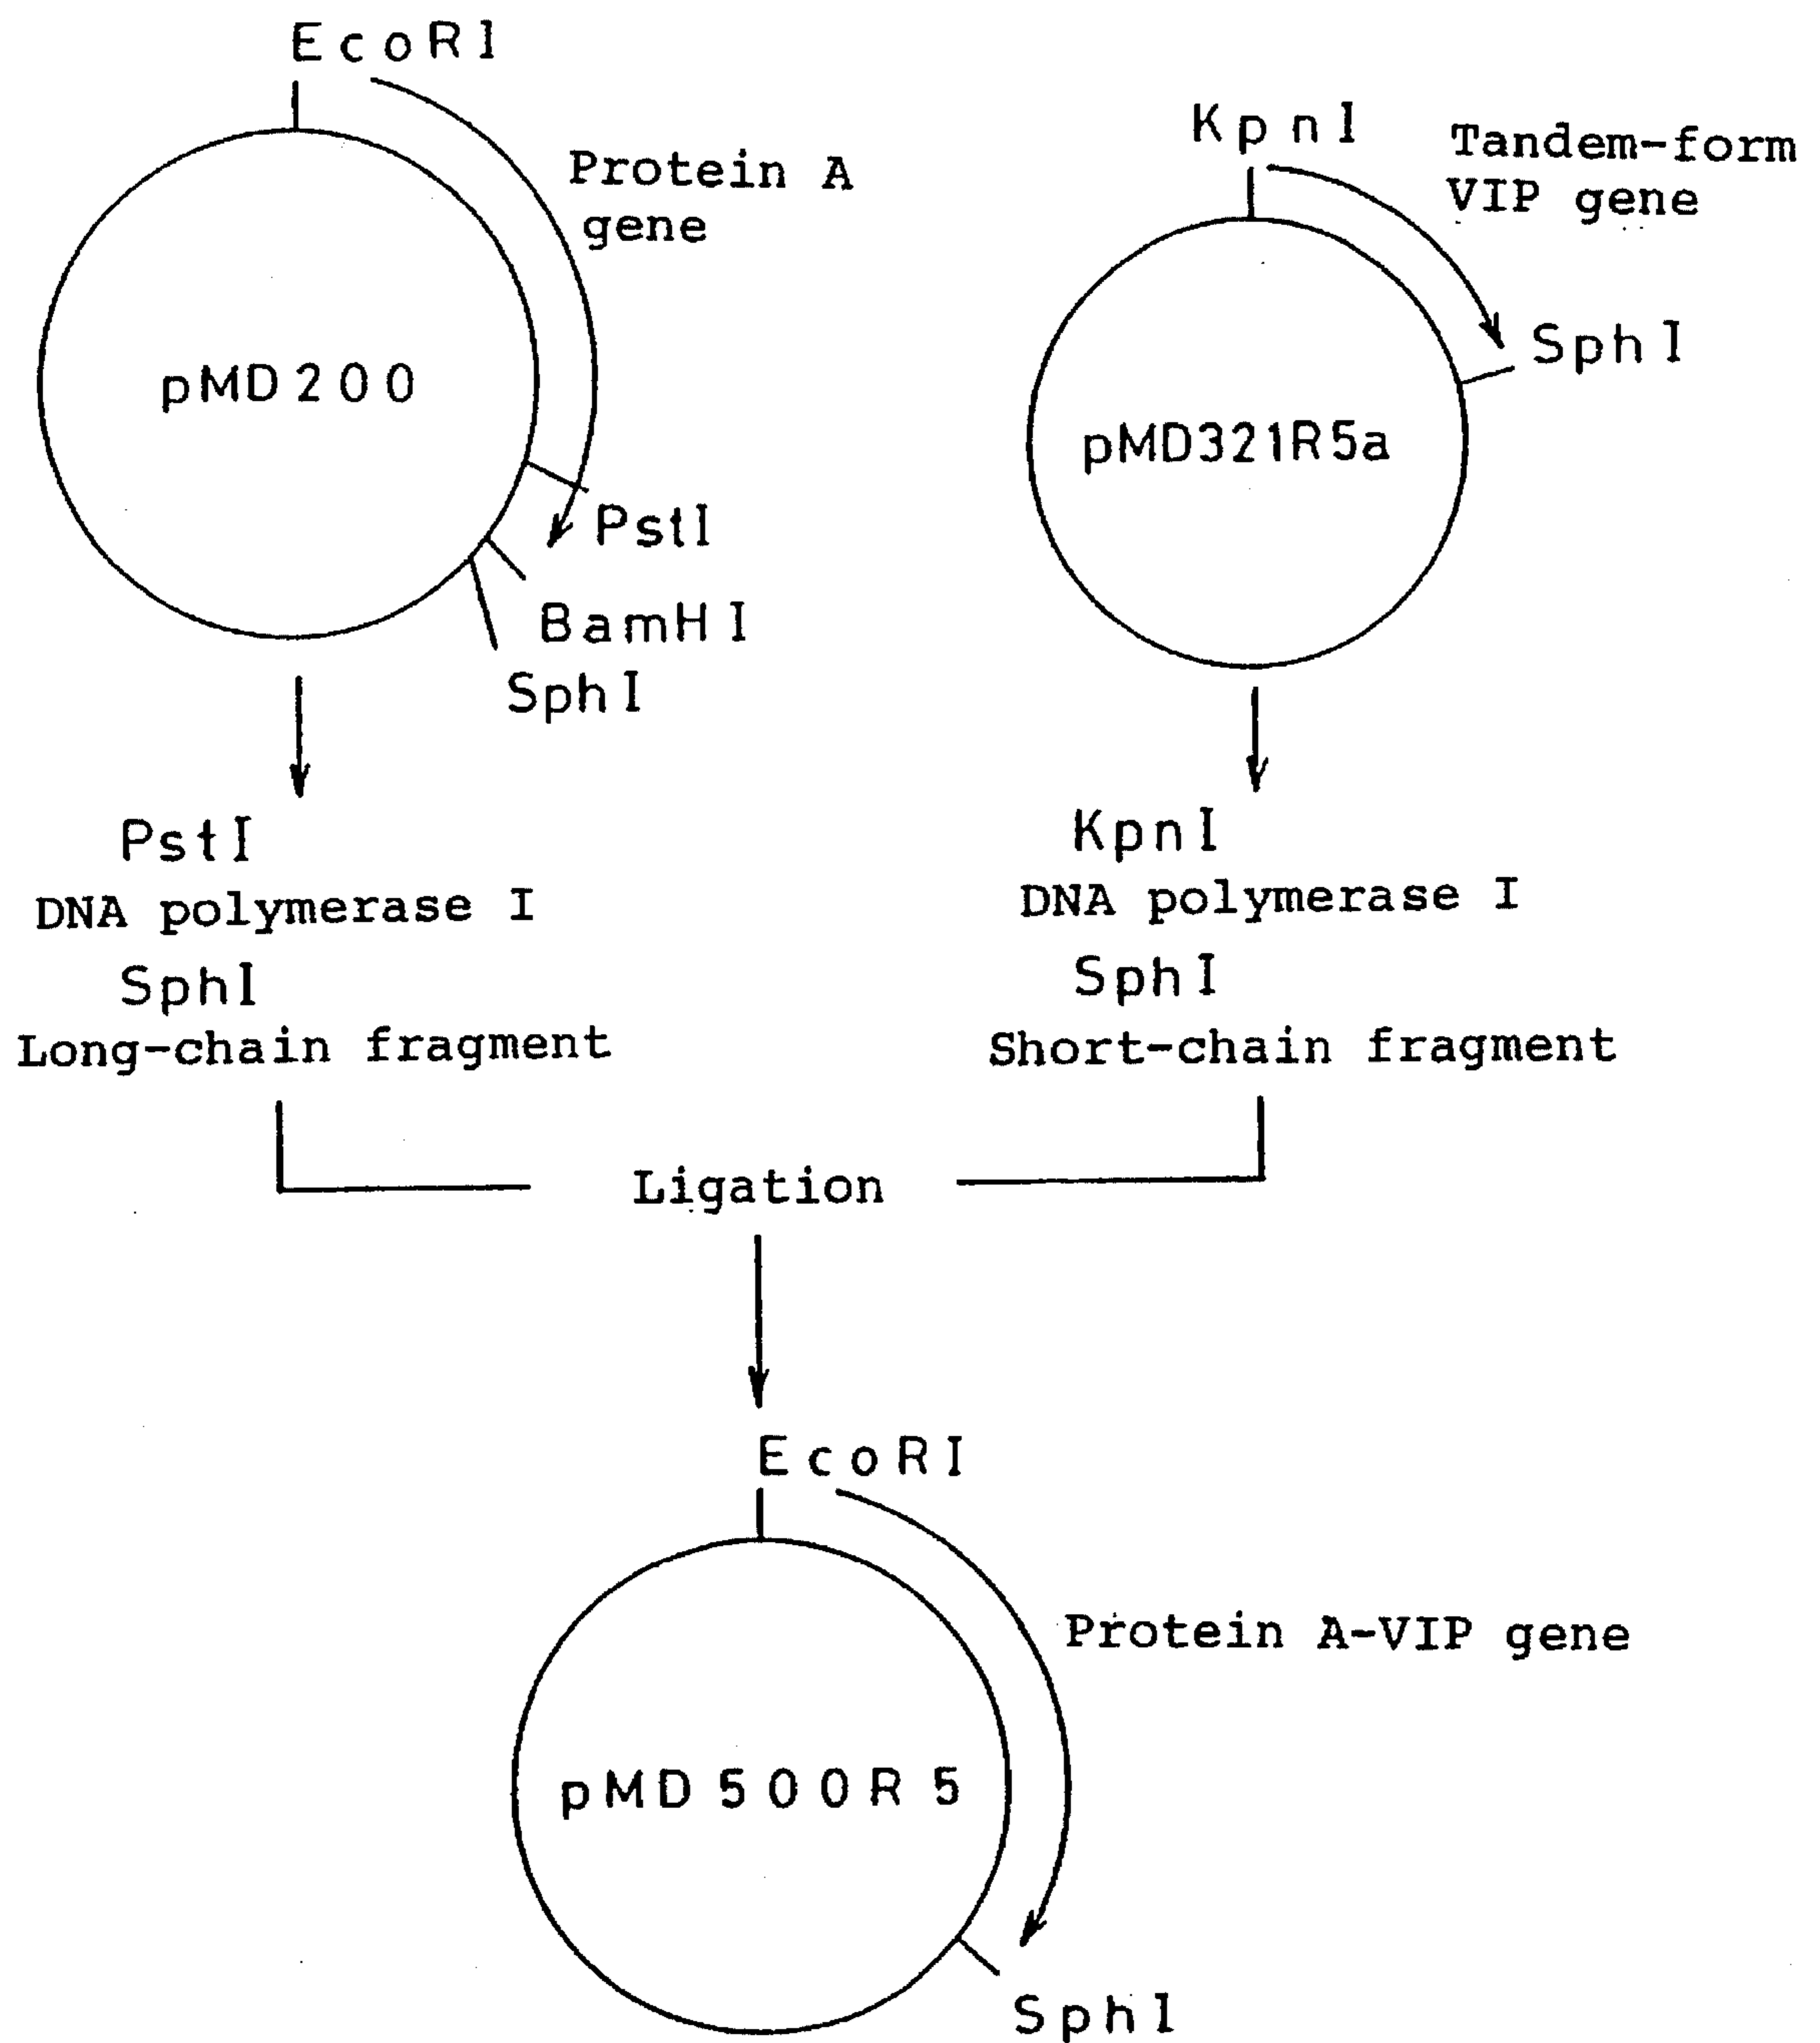 EcoRI
Protein A
gene
pMD200
PstI
BamHI
SphI
KpnI
Tandem-form
VIP gene
SphI
pMD321R5a
PstI
DNA polymerase I
SphI
Long-chain fragment
KpnI
DNA polymerase I
SphI
Short-chain fragment
Ligation
EcoRI
Protein A-VIP gene
pMD500R5
SphI